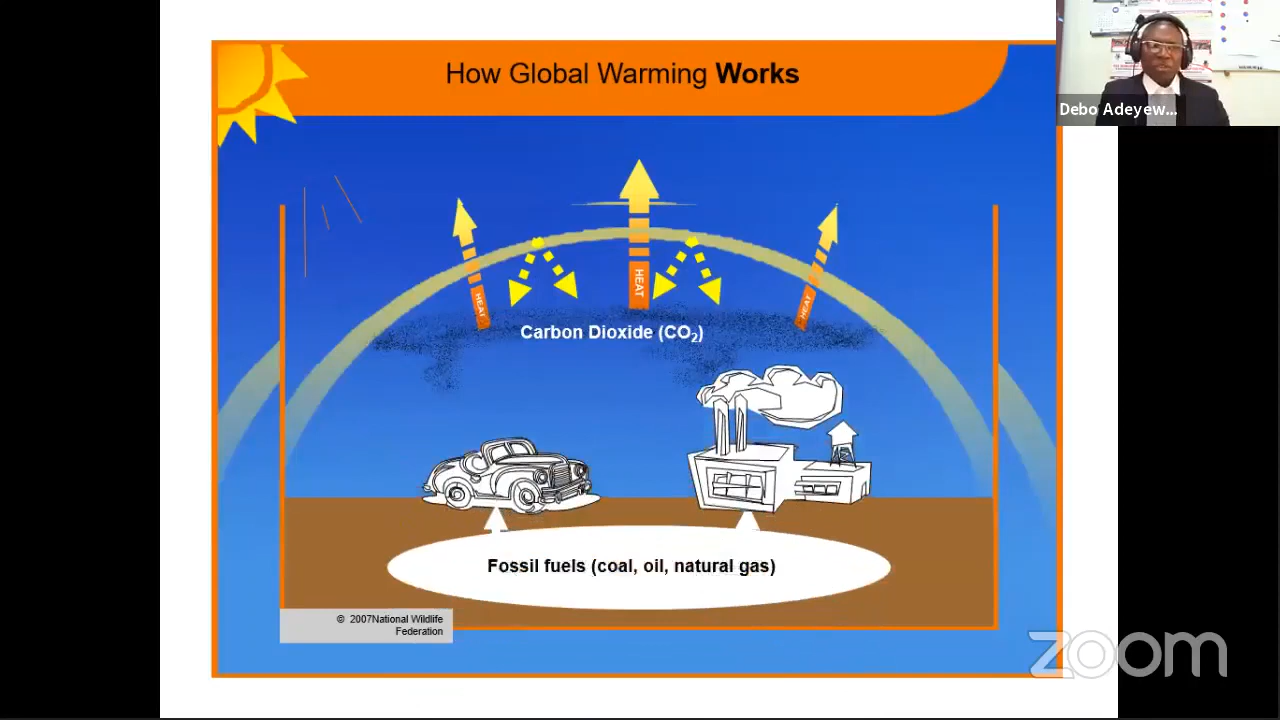 How Global Warming Works
Debo Adeyew...
HEAT
HEAT
HEAT
Carbon Dioxide (CO₂)
Fossil fuels (coal, oil, natural gas)
© 2007National Wildlife
Federation
zoom